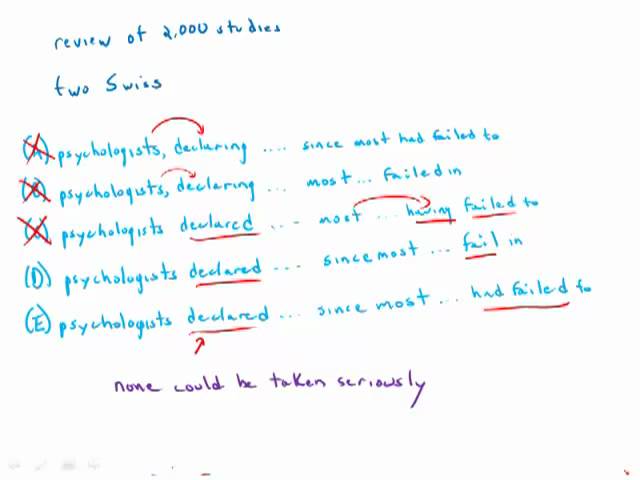 review of 2,000 studies
two Swiss
(A) psychologists, declaring .... since most had failed to
(B) psychologists, declaring ... most ... failed in
(C) psychologists declared ... most ... having failed to
(D) psychologists declared ... since most ... fail in
(E) psychologists declared ... since most ... had failed to
none could be taken seriously